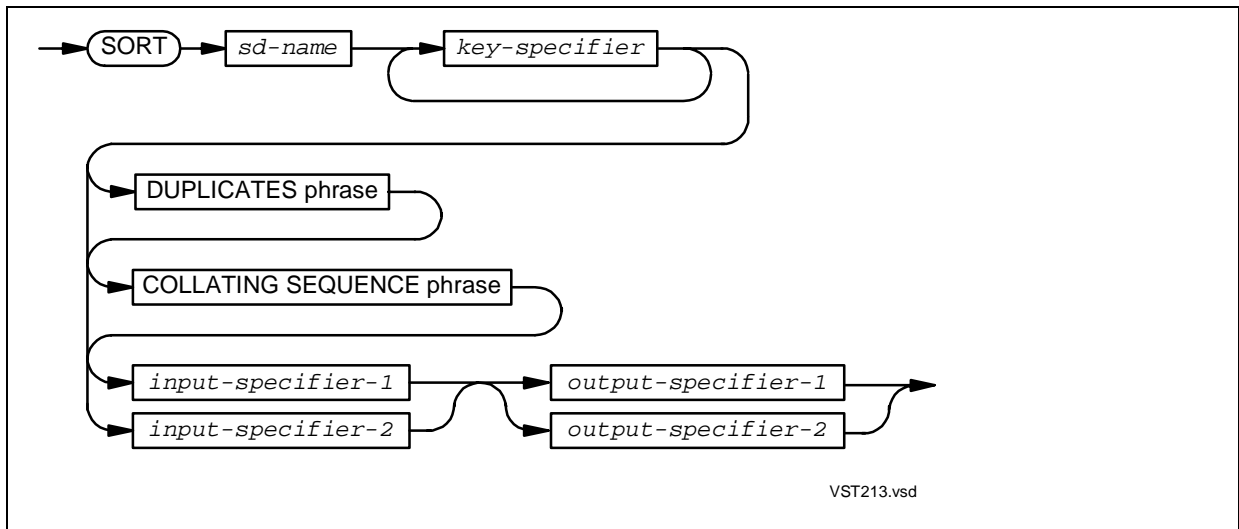 SORT sd-name key-specifier
DUPLICATES phrase
COLLATING SEQUENCE phrase
input-specifier-1 output-specifier-1
input-specifier-2 output-specifier-2
VST213.vsd